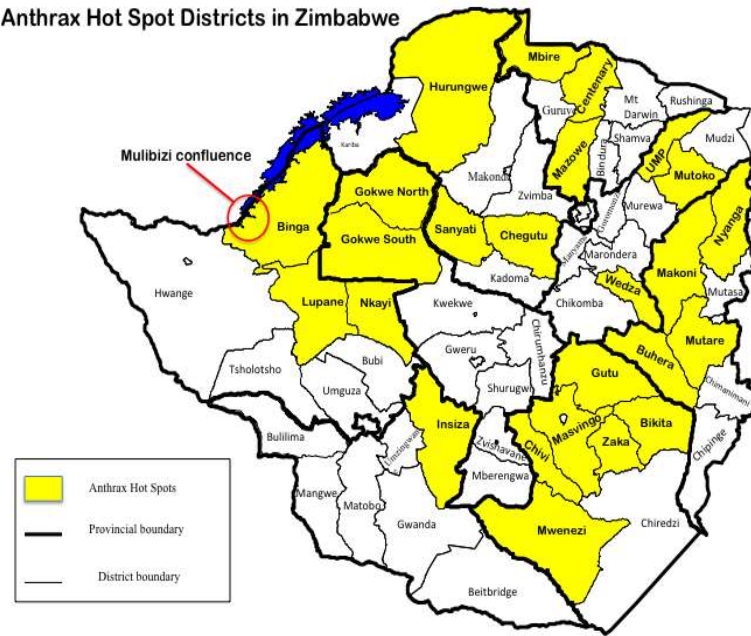 Anthrax Hot Spot Districts in Zimbabwe
Mbire
Hurungwe
Centenary
Guruve
Mt
Darwin
Rushinga
Mazowe
Bindura
Shamva
Mudzi
UMP
Mulibizi confluence
Makonde
Mutoko
Zvimba
Murewa
Nyanga
Gokwe North
Binga
Sanyati
Chegutu
Gokwe South
Marondera
Makoni
Mutasa
Hwange
Kadoma
Wedza
Lupane
Nkayi
Kwekwe
Chikomba
Chirumhanzu
Mutare
Buhera
Tsholotsho
Bubi
Gweru
Gutu
Umguza
Shurugwi
Chimanimani
Insiza
Masvingo
Bikita
Bulilima
Umzingwane
Zvishavane
Chivi
Zaka
Chipinge
Mberengwa
Mangwe
Matobo
Gwanda
Mwenezi
Chiredzi
Beitbridge
Anthrax Hot Spots
Provincial boundary
District boundary